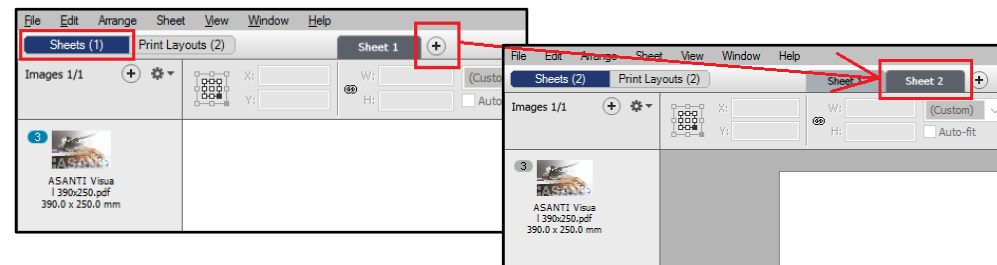 File Edit Arrange Sheet View Window Help
Sheets (1) Print Layouts (2) Sheet 1
Images 1/1 X: W: (Custo
Y: H: Auto
3
ASANTI
ASANTI Visua
l 390x250.pdf
390.0 x 250.0 mm
File Edit Arrange Sheet View Window Help
Sheets (2) Print Layouts (2) Sheet 1 Sheet 2
Images 1/1 X: W: (Custom)
Y: H: Auto-fit
3
ASANTI
ASANTI Visua
l 390x250.pdf
390.0 x 250.0 mm